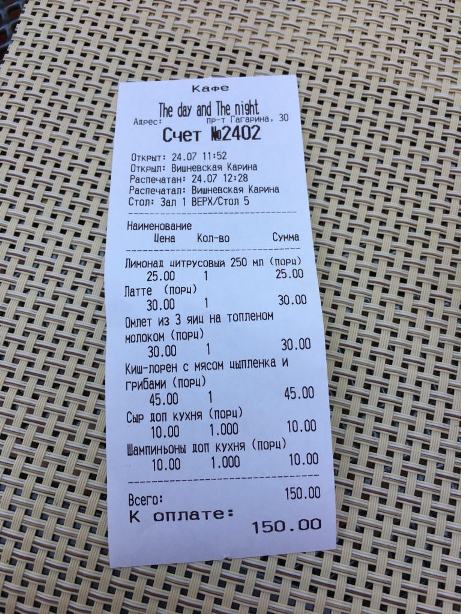 Кафе
The day and The night
Адрес: пр-т Гагарина, 30
Счет №2402
Открыт: 24.07 11:52
Открыл: Вишневская Карина
Распечатан: 24.07 12:28
Распечатал: Вишневская Карина
Стол: Зал 1 ВЕРХ/Стол 5
Наименование
Цена Кол-во Сумма
Лимонад цитрусовый 250 мл (порц)
25.00 1 25.00
Латте (порц)
30.00 1 30.00
Омлет из 3 яиц на топленом
молоком (порц)
30.00 1 30.00
Киш-лорен с мясом цыпленка и
грибами (порц)
45.00 1 45.00
Сыр доп кухня (порц)
10.00 1.000 10.00
Шампиньоны доп кухня (порц)
10.00 1.000 10.00
Всего: 150.00
К оплате:
150.00